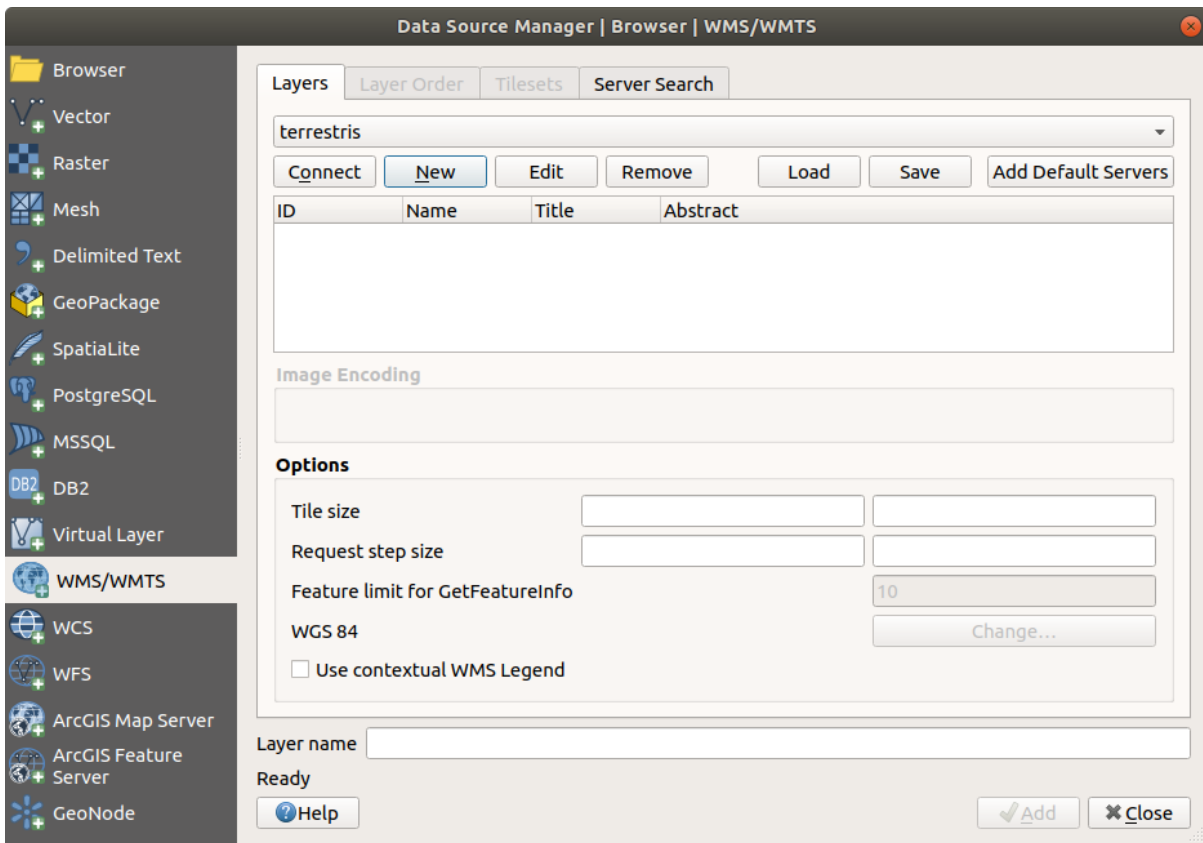 Data Source Manager | Browser | WMS/WMTS
Browser
Vector
Raster
Mesh
Delimited Text
GeoPackage
SpatiaLite
PostgreSQL
MSSQL
DB2
DB2
Virtual Layer
WMS/WMTS
WCS
WFS
ArcGIS Map Server
ArcGIS Feature
Server
GeoNode
Layers Layer Order Tilesets Server Search
terrestris
Connect New Edit Remove Load Save Add Default Servers
ID Name Title Abstract
Image Encoding
Options
Tile size
Request step size
Feature limit for GetFeatureInfo 10
WGS 84 Change...
Use contextual WMS Legend
Layer name
Ready
Help Add Close